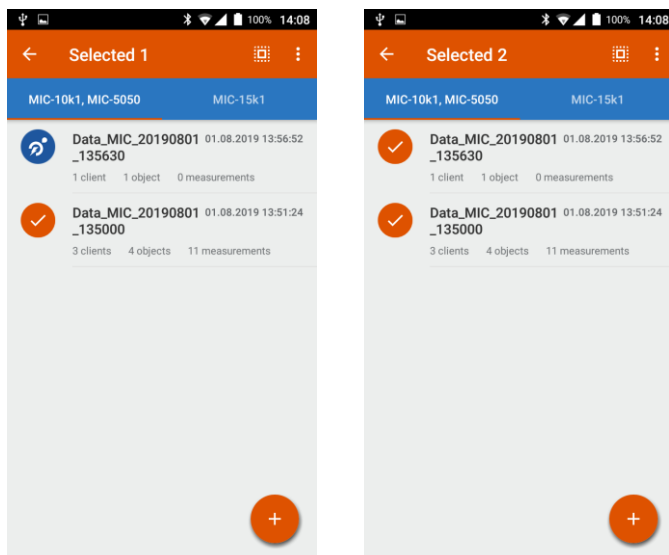 100% 14:08
Selected 1
MIC-10k1, MIC-5050 MIC-15k1
Data_MIC_20190801 01.08.2019 13:56:52
_135630
1 client 1 object 0 measurements
Data_MIC_20190801 01.08.2019 13:51:24
_135000
3 clients 4 objects 11 measurements
100% 14:08
Selected 2
MIC-10k1, MIC-5050 MIC-15k1
Data_MIC_20190801 01.08.2019 13:56:52
_135630
1 client 1 object 0 measurements
Data_MIC_20190801 01.08.2019 13:51:24
_135000
3 clients 4 objects 11 measurements